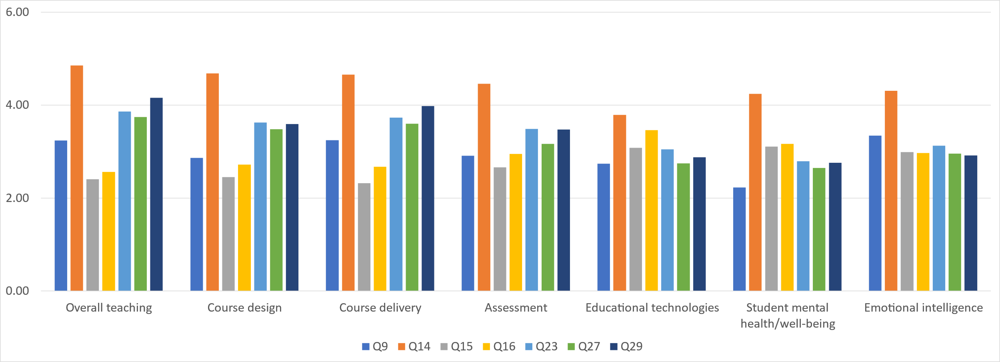 6.00
4.00
2.00
0.00
Overall teaching
Course design
Course delivery
Assessment
Educational technologies
Student mental
health/well-being
Emotional intelligence
Q9 Q14 Q15 Q16 Q23 Q27 Q29